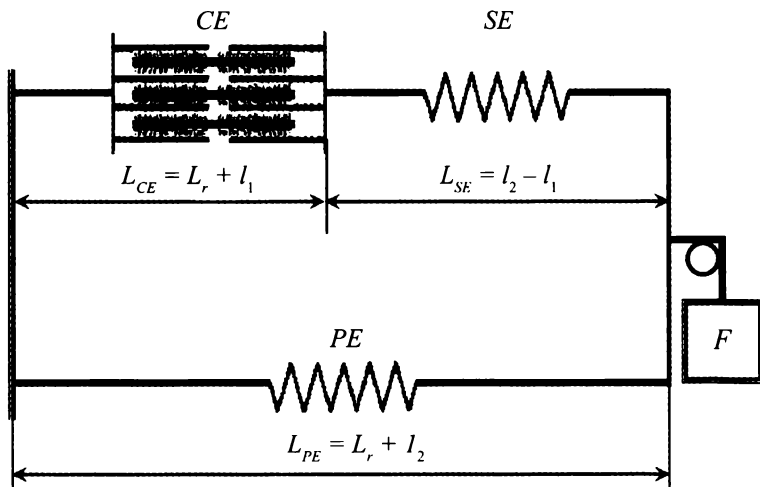 CE SE
L_CE = L_r + l_1 L_SE = l_2 – l_1
PE F
L_PE = L_r + l_2